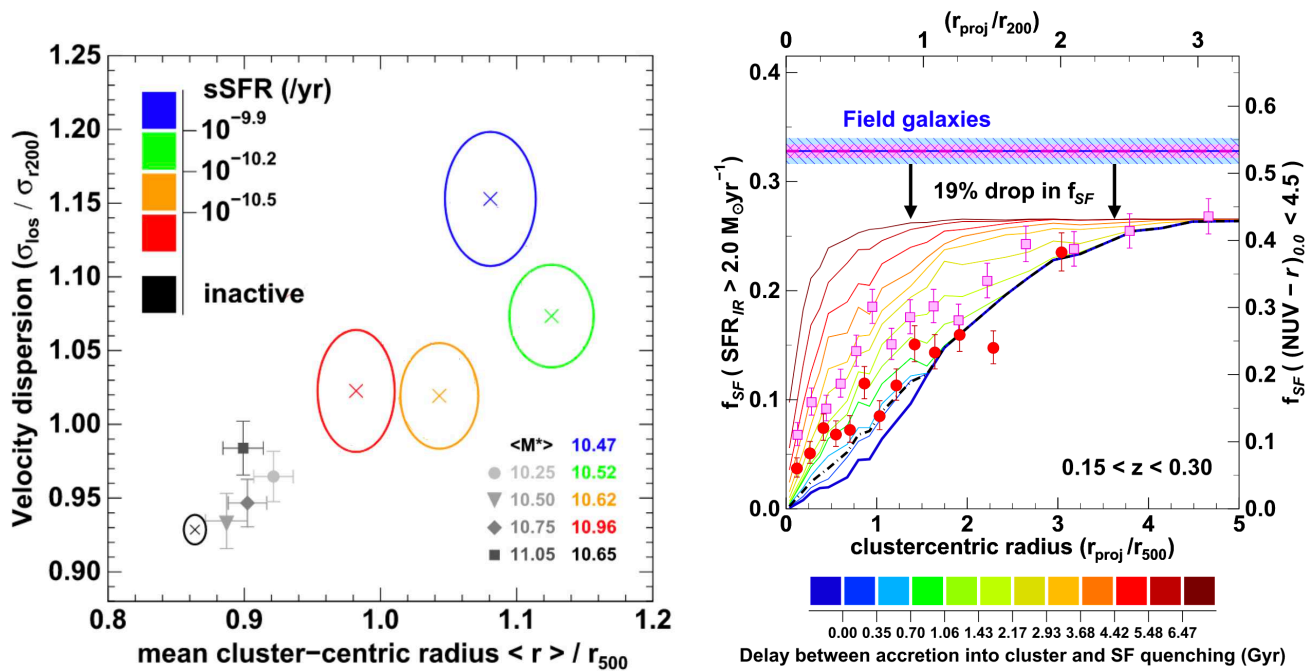 1.25
1.20
1.15
1.10
1.05
1.00
0.95
0.90
Velocity dispersion (σlos / σr200)
sSFR (/yr)
10^−9.9
10^−10.2
10^−10.5
inactive
<M*> 10.47
10.25 10.52
10.50 10.62
10.75 10.96
11.05 10.65
0.8 0.9 1.0 1.1 1.2
mean cluster−centric radius < r > / r500
(rproj/r200)
0 1 2 3
0.4
0.3
0.2
0.1
0.0
fSF ( SFRIR > 2.0 M⊙yr−1)
Field galaxies
19% drop in fSF
0.15 < z < 0.30
0.6
0.5
0.4
0.3
0.2
0.1
0.0
fSF ( (NUV − r )0.0 < 4.5 )
0 1 2 3 4 5
clustercentric radius (rproj/r500)
0.00 0.35 0.70 1.06 1.43 2.17 2.93 3.68 4.42 5.48 6.47
Delay between accretion into cluster and SF quenching (Gyr)